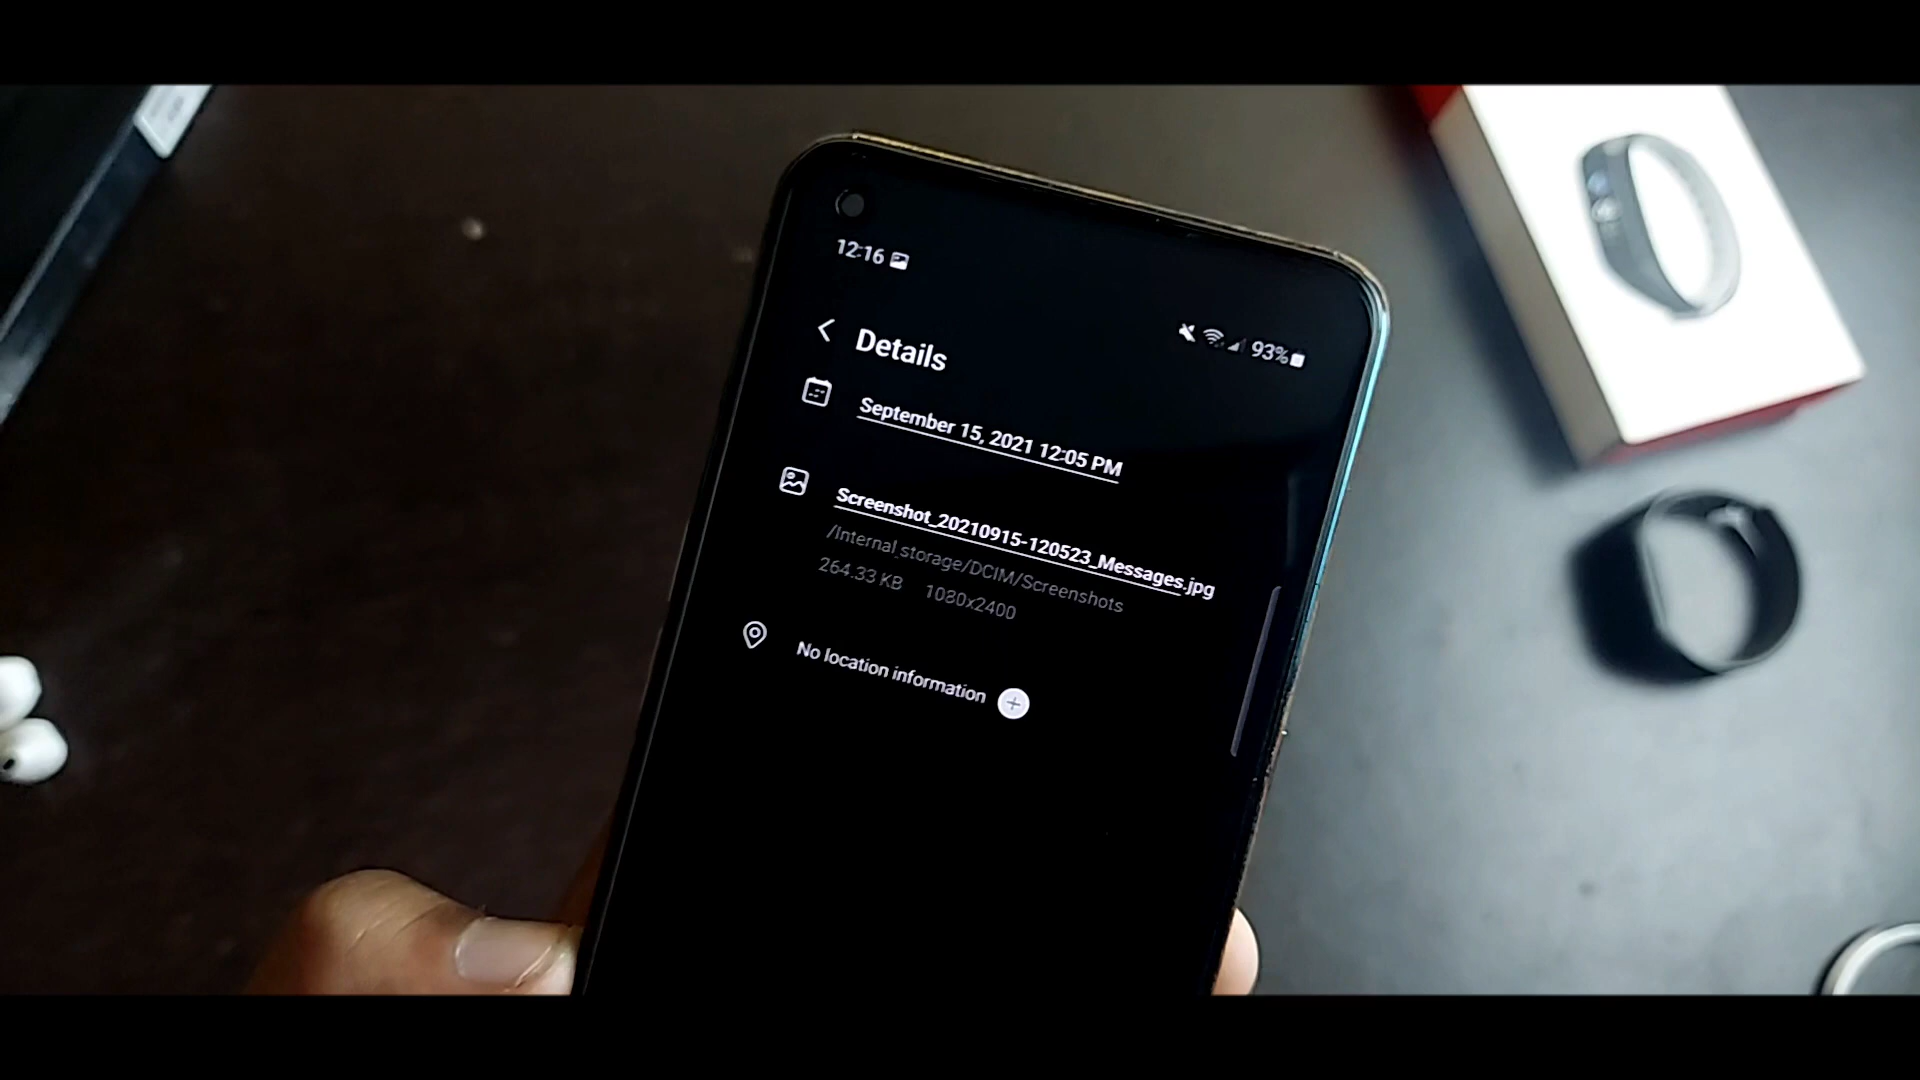 12:16
93%
Details
September 15, 2021 12:05 PM
Screenshot_20210915-120523_Messages.jpg
/Internal storage/DCIM/Screenshots
264.33 KB 1080x2400
No location information